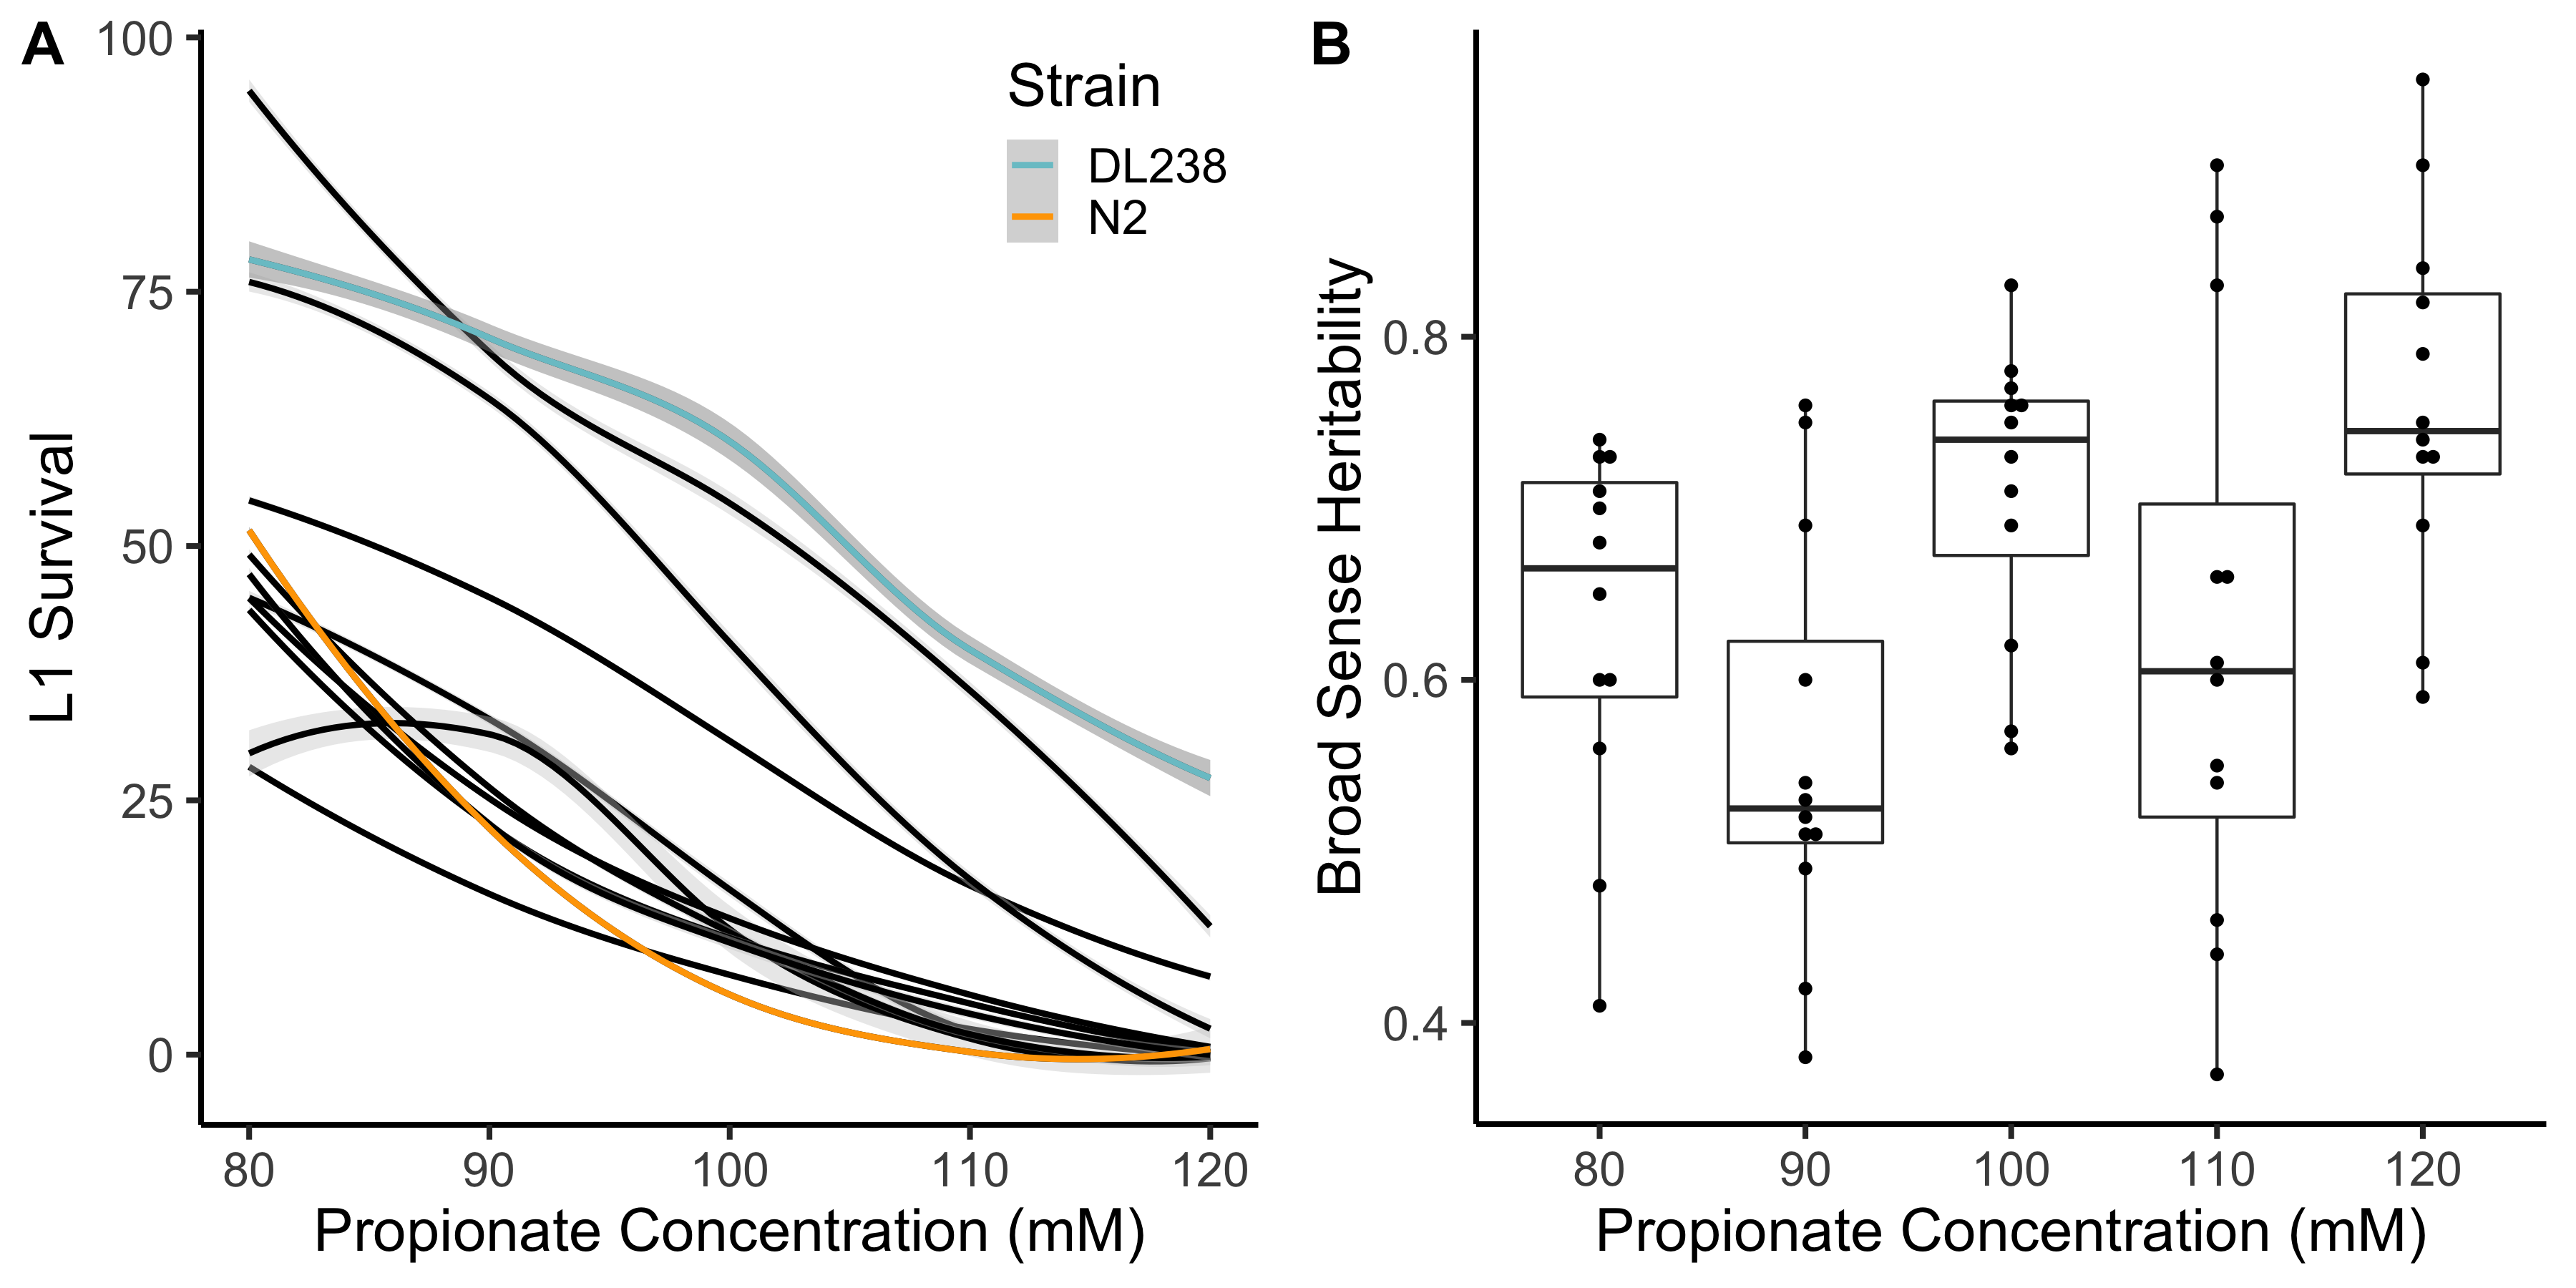 A
100
75
50
25
0
L1 Survival
Strain
DL238
N2
80 90 100 110 120
Propionate Concentration (mM)
B
0.8
0.6
0.4
Broad Sense Heritability
80 90 100 110 120
Propionate Concentration (mM)